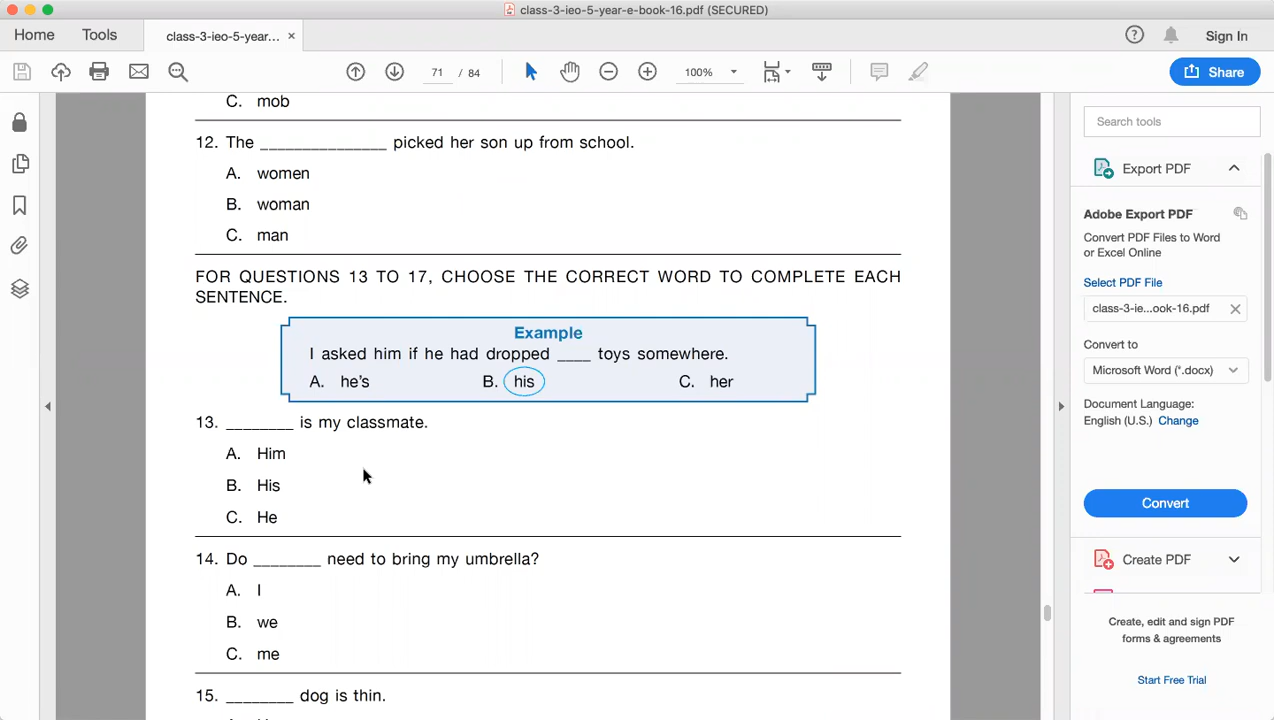 class-3-ieo-5-year-e-book-16.pdf (SECURED)
Home Tools class-3-ieo-5-year... × Sign In
71 / 84 100% Share
C. mob
12. The _______________ picked her son up from school.
A. women
B. woman
C. man
FOR QUESTIONS 13 TO 17, CHOOSE THE CORRECT WORD TO COMPLETE EACH
SENTENCE.
Example
I asked him if he had dropped ____ toys somewhere.
A. he's B. his C. her
13. ________ is my classmate.
A. Him
B. His
C. He
14. Do ________ need to bring my umbrella?
A. I
B. we
C. me
15. ________ dog is thin.
Search tools
Export PDF
Adobe Export PDF
Convert PDF Files to Word
or Excel Online
Select PDF File
class-3-ie...ook-16.pdf
Convert to
Microsoft Word (*.docx)
Document Language:
English (U.S.) Change
Convert
Create PDF
Create, edit and sign PDF
forms & agreements
Start Free Trial